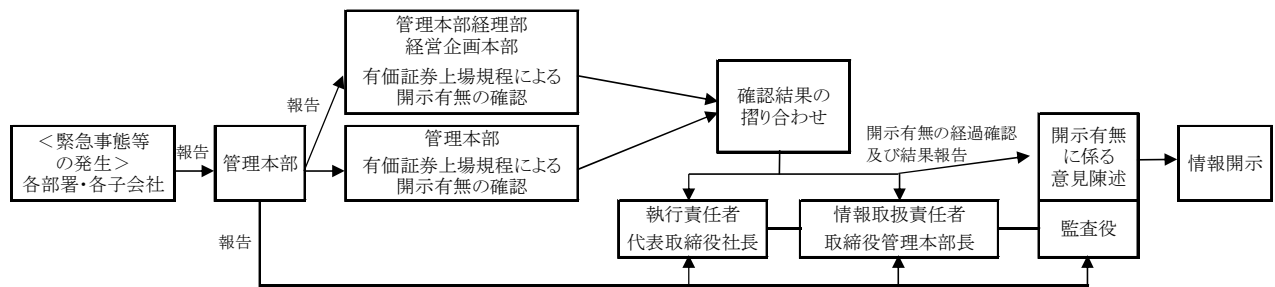 ＜緊急事態等
の発生＞
各部署・各子会社
報告
管理本部
報告
報告
管理本部経理部
経営企画本部
有価証券上場規程による
開示有無の確認
管理本部
有価証券上場規程による
開示有無の確認
確認結果の
摺り合わせ
執行責任者
代表取締役社長
情報取扱責任者
取締役管理本部長
開示有無の経過確認
及び結果報告
開示有無
に係る
意見陳述
監査役
情報開示